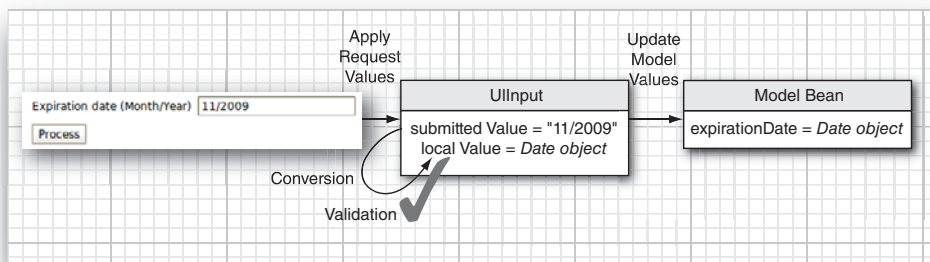 Apply
Request
Values
Update
Model
Values
Expiration date (Month/Year) 11/2009
Process
UIInput
submitted Value = "11/2009"
local Value = Date object
Model Bean
expirationDate = Date object
Conversion
Validation